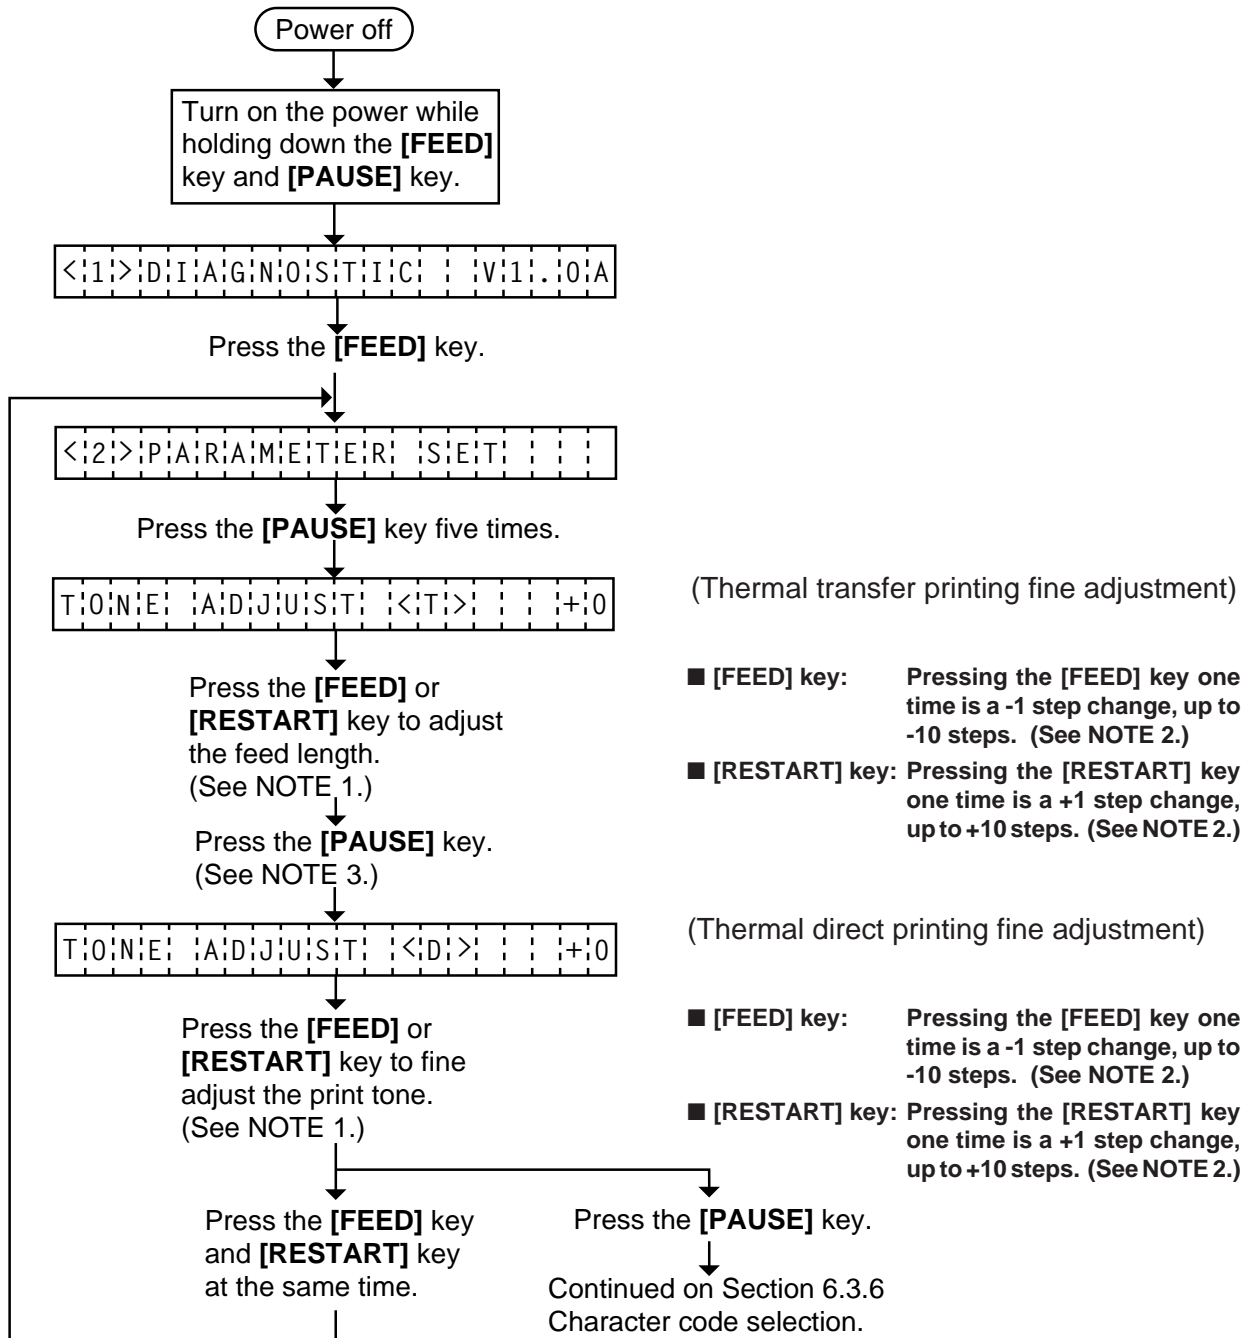 Power off
Turn on the power while
holding down the [FEED]
key and [PAUSE] key.
<1>DIAGNOSTIC  V1.0A
Press the [FEED] key.
<2>PARAMETER SET
Press the [PAUSE] key five times.
TONE ADJUST <T>   +0
(Thermal transfer printing fine adjustment)
Press the [FEED] or
[RESTART] key to adjust
the feed length.
(See NOTE 1.)
■ [FEED] key: Pressing the [FEED] key one
time is a -1 step change, up to
-10 steps. (See NOTE 2.)
■ [RESTART] key: Pressing the [RESTART] key
one time is a +1 step change,
up to +10 steps. (See NOTE 2.)
Press the [PAUSE] key.
(See NOTE 3.)
TONE ADJUST <D>   +0
(Thermal direct printing fine adjustment)
Press the [FEED] or
[RESTART] key to fine
adjust the print tone.
(See NOTE 1.)
■ [FEED] key: Pressing the [FEED] key one
time is a -1 step change, up to
-10 steps. (See NOTE 2.)
■ [RESTART] key: Pressing the [RESTART] key
one time is a +1 step change,
up to +10 steps. (See NOTE 2.)
Press the [FEED] key
and [RESTART] key
at the same time.
Press the [PAUSE] key.
Continued on Section 6.3.6
Character code selection.